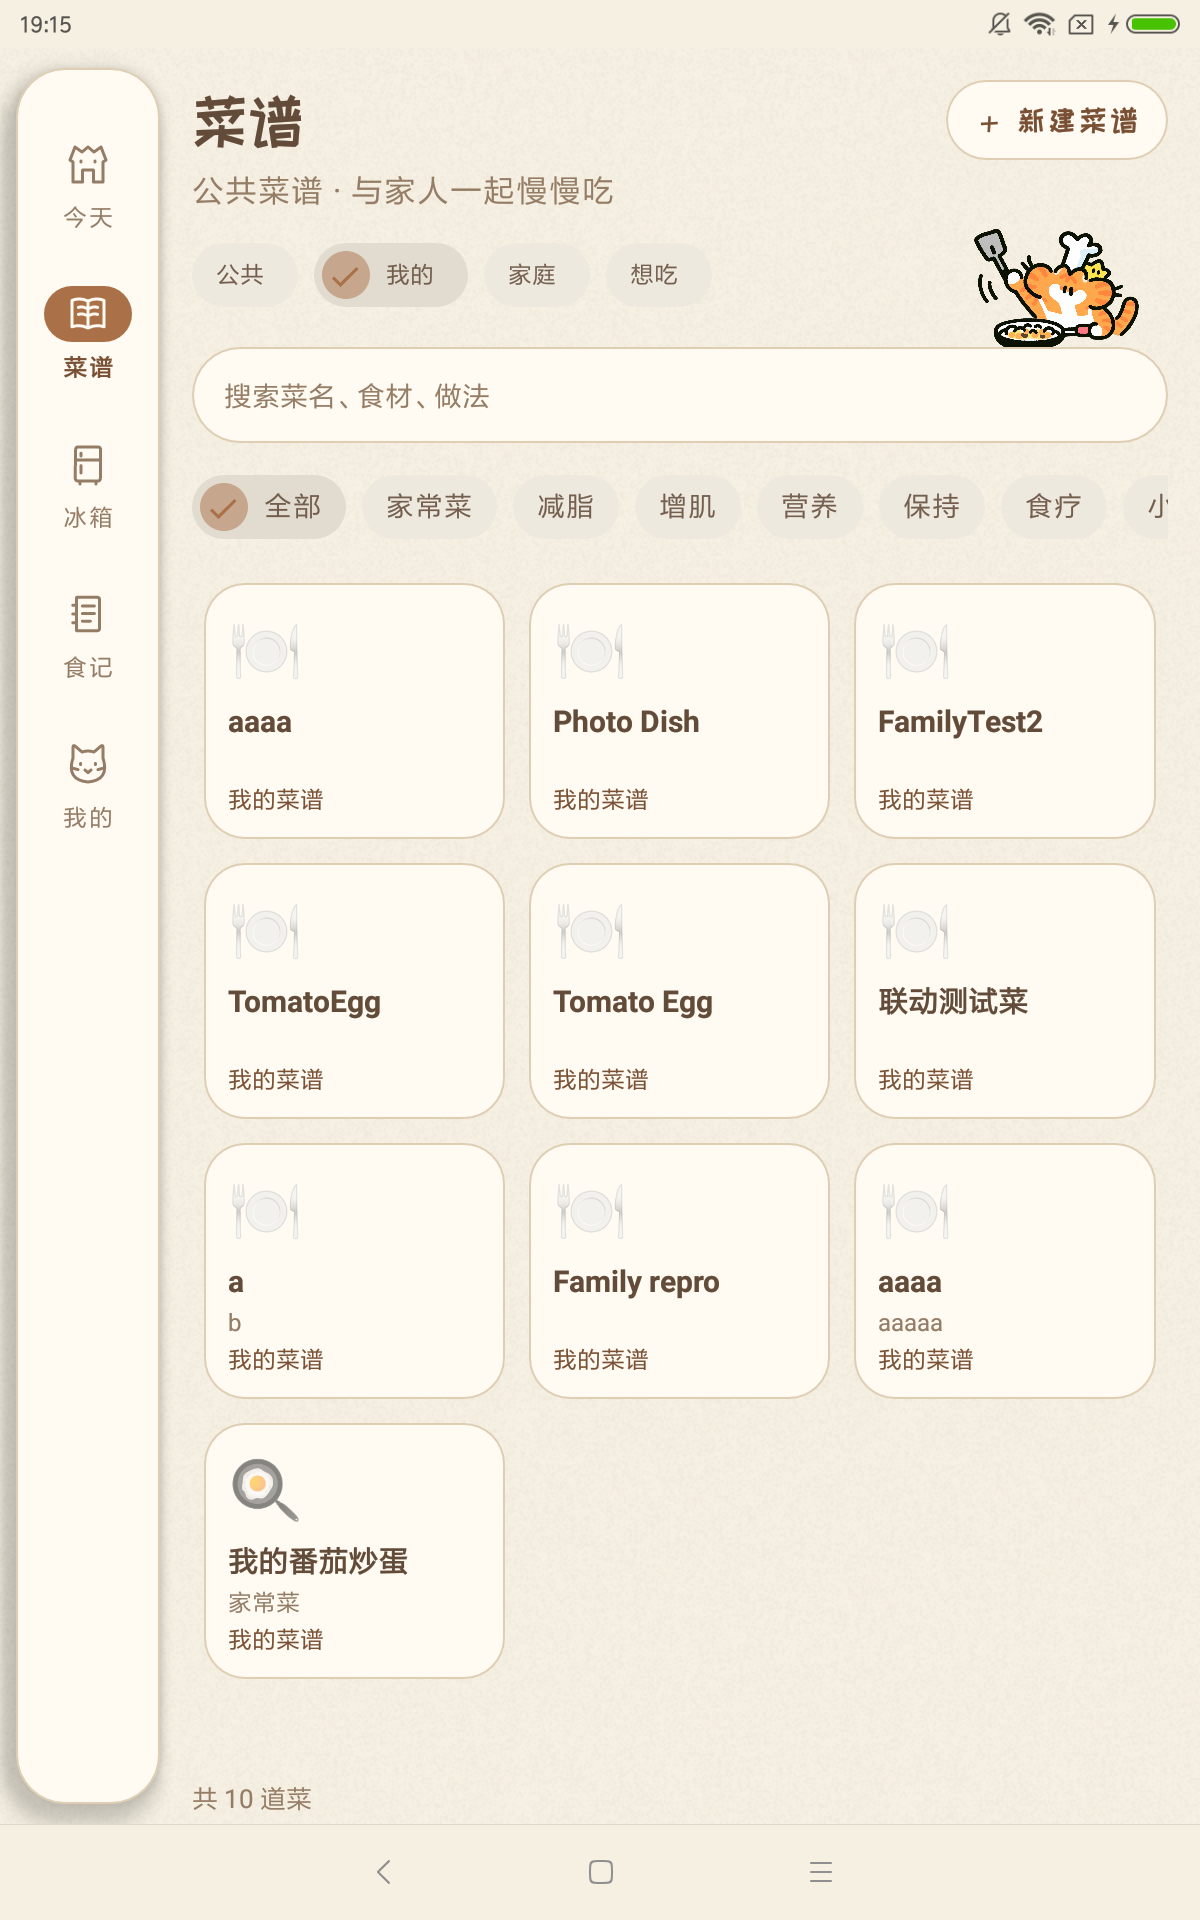 19:15
菜谱
+ 新建菜谱
公共菜谱 · 与家人一起慢慢吃
公共
我的
家庭
想吃
搜索菜名、食材、做法
全部
家常菜
减脂
增肌
营养
保持
食疗
小
今天
菜谱
冰箱
食记
我的
aaaa
我的菜谱
Photo Dish
我的菜谱
FamilyTest2
我的菜谱
TomatoEgg
我的菜谱
Tomato Egg
我的菜谱
联动测试菜
我的菜谱
a
b
我的菜谱
Family repro
我的菜谱
aaaa
aaaaa
我的菜谱
我的番茄炒蛋
家常菜
我的菜谱
共 10 道菜